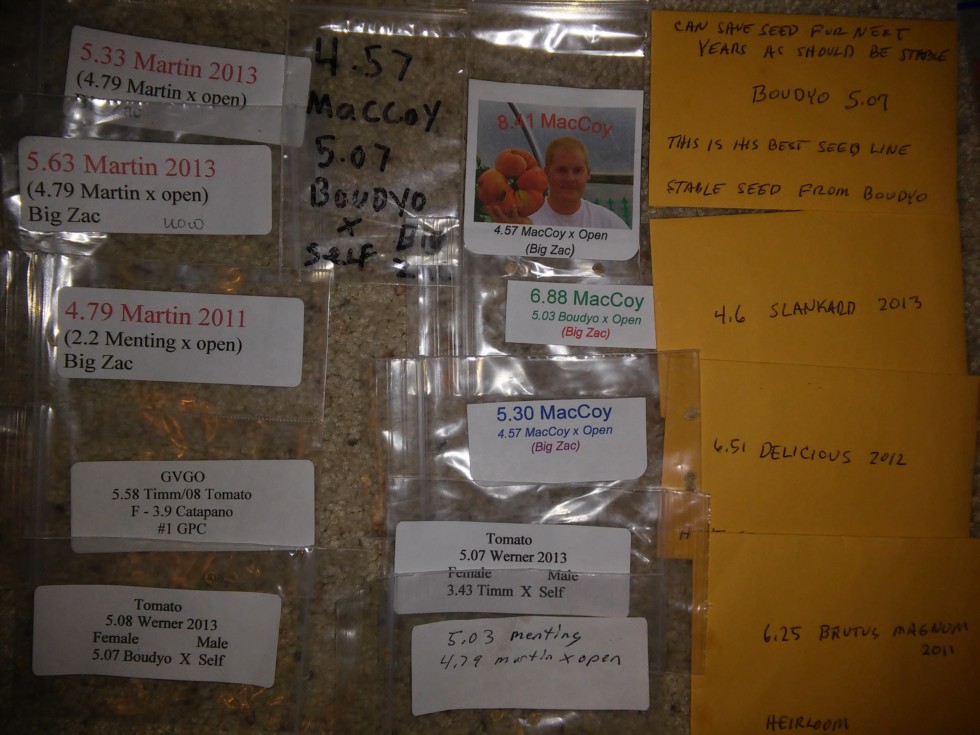 5.33 Martin 2013
(4.79 Martin x open)
5.63 Martin 2013
(4.79 Martin x open)
Big Zac
wow
4.79 Martin 2011
(2.2 Menting x open)
Big Zac
GVGO
5.58 Timm/08 Tomato
F - 3.9 Catapano
#1 GPC
Tomato
5.08 Werner 2013
Female Male
5.07 Boudyo X Self
4.57
MacCoy
5.07
Boudyo
x
Self Big
Z
8.41 MacCoy
4.57 MacCoy x Open
(Big Zac)
6.88 MacCoy
5.03 Boudyo x Open
(Big Zac)
5.30 MacCoy
4.57 MacCoy x Open
(Big Zac)
Tomato
5.07 Werner 2013
Female Male
3.43 Timm X Self
5.03 menting
4.79 martin x open
CAN SAVE SEED FUR NEXT
YEARS AS SHOULD BE STABLE
BOUDYO 5.07
THIS IS HIS BEST SEED LINE
STABLE SEED FROM BOUDYO
4.6 SLANKARD 2013
6.51 DELICIOUS 2012
H
6.25 BRUTUS MAGNUM
2011
HEIRLOOM